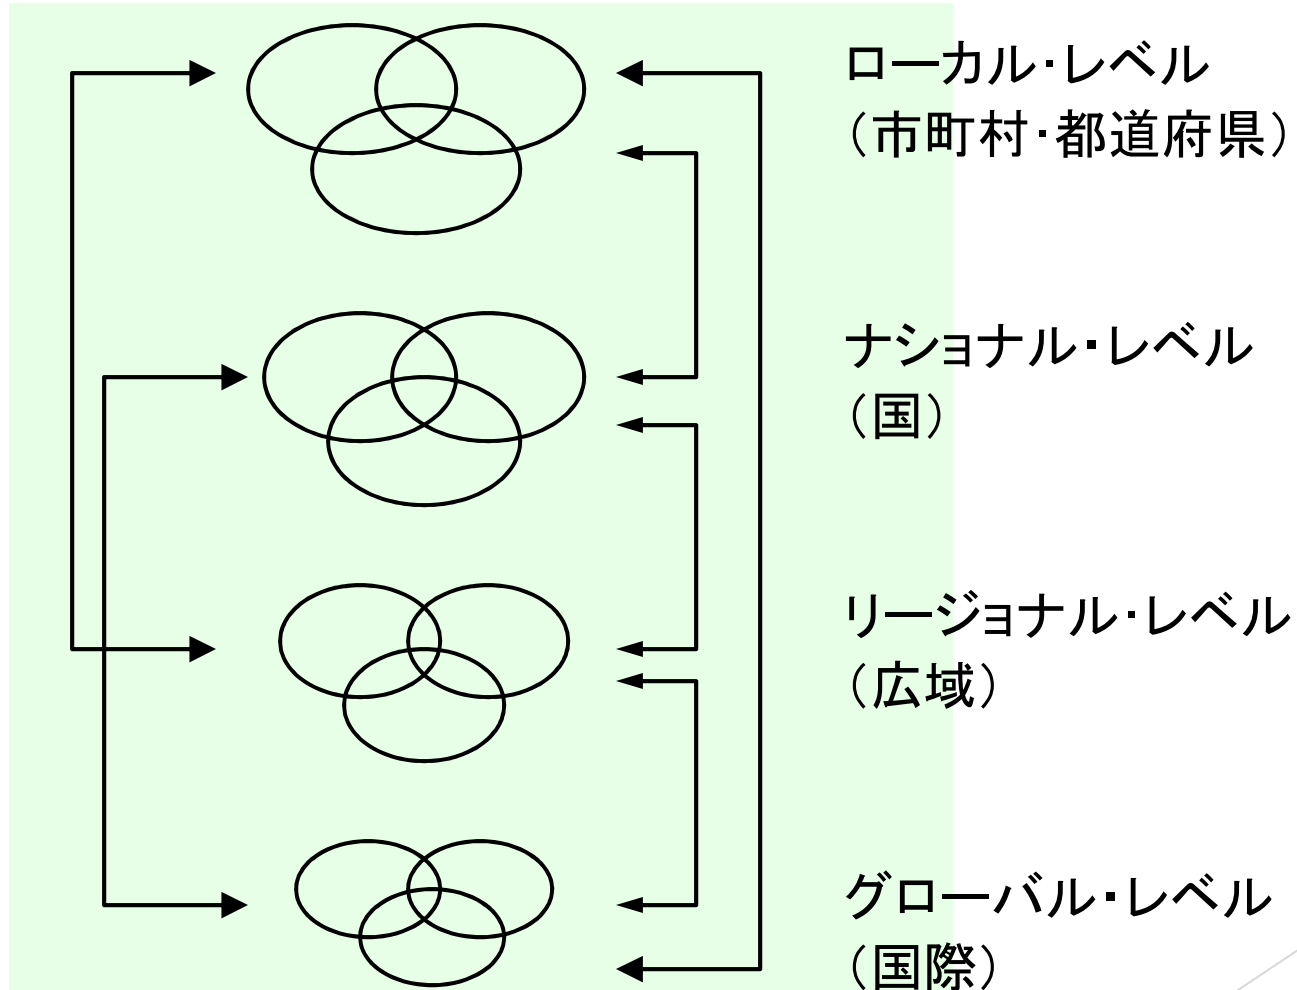 ローカル・レベル
（市町村・都道府県）
ナショナル・レベル
（国）
リージョナル・レベル
（広域）
グローバル・レベル
（国際）